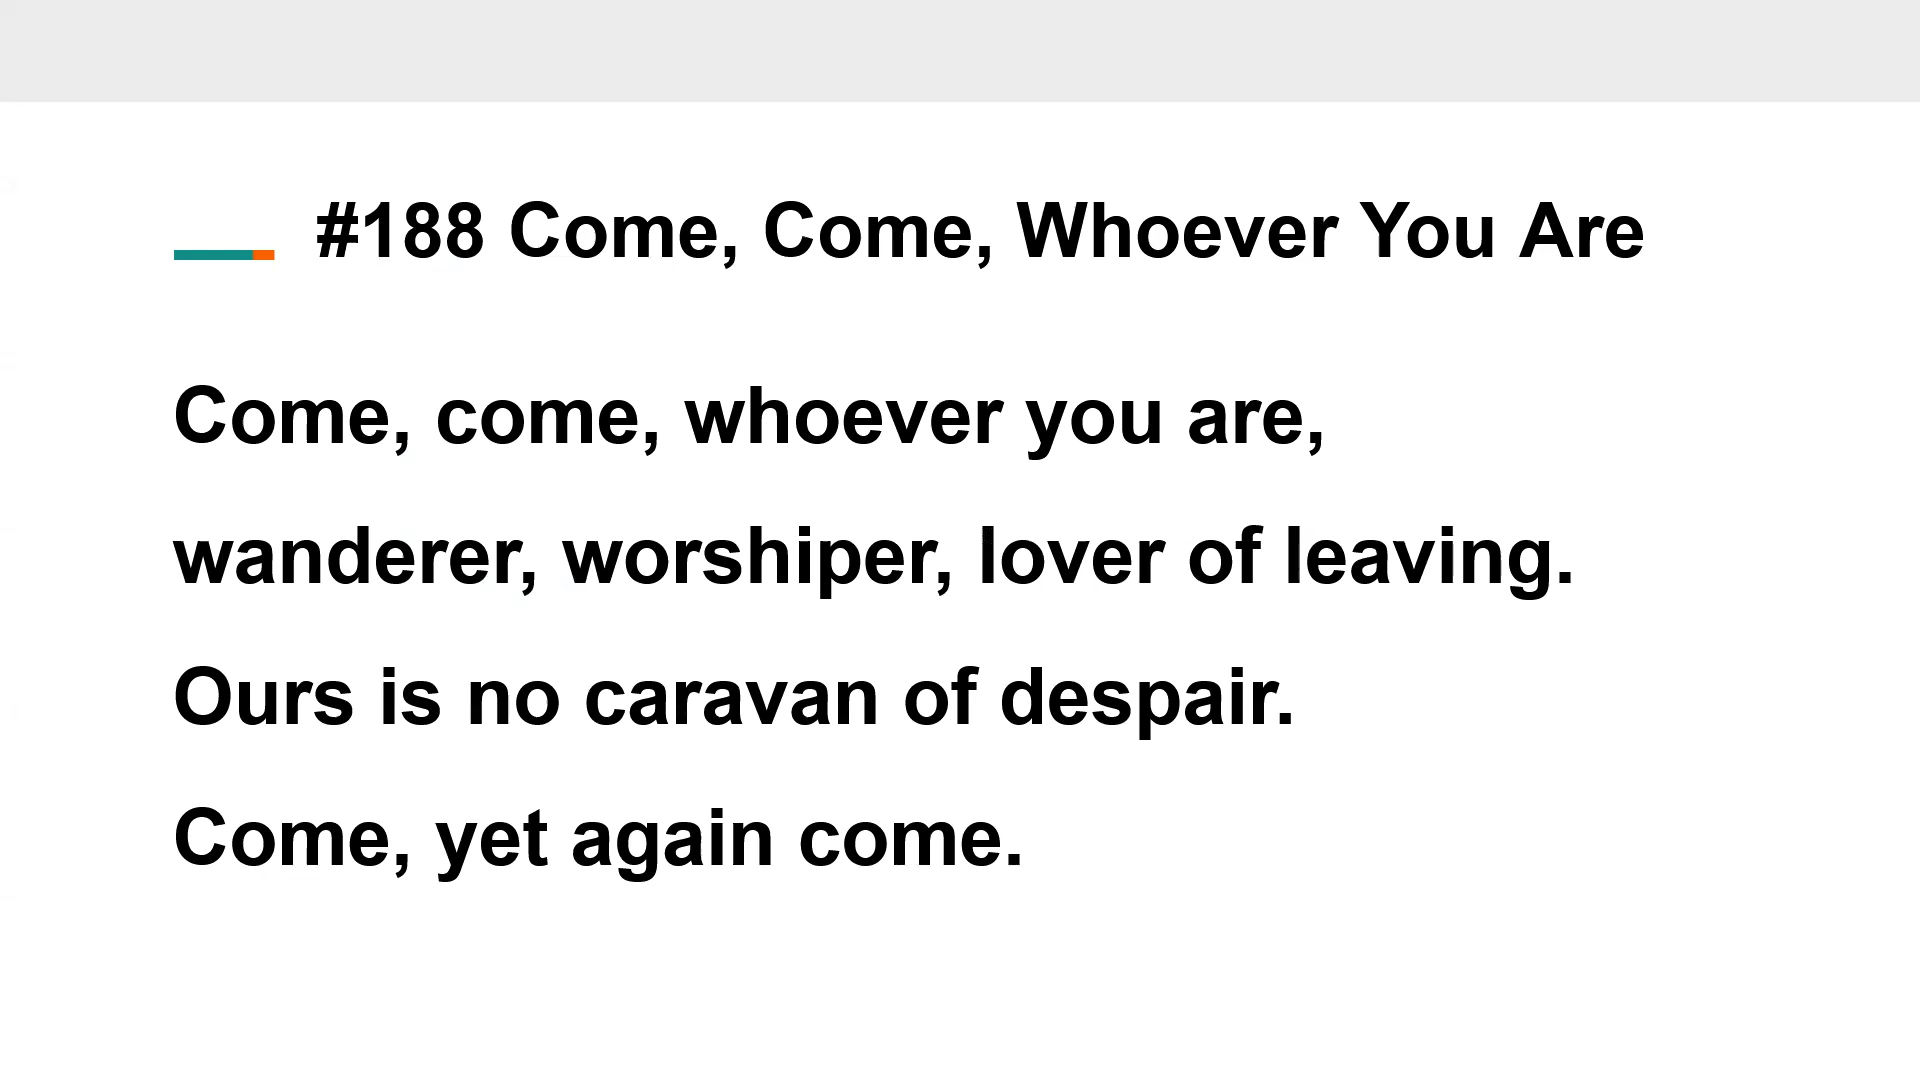 #188 Come, Come, Whoever You Are
Come, come, whoever you are,
wanderer, worshiper, lover of leaving.
Ours is no caravan of despair.
Come, yet again come.